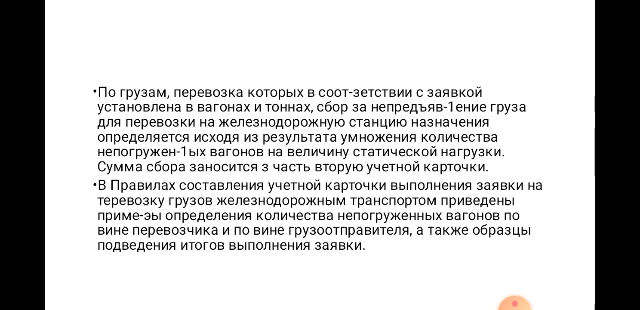 •По грузам, перевозка которых в соот-зетствии с заявкой
установлена в вагонах и тоннах, сбор за непредъяв-1ение груза
для перевозки на железнодорожную станцию назначения
определяется исходя из результата умножения количества
непогружен-1ых вагонов на величину статической нагрузки.
Сумма сбора заносится з часть вторую учетной карточки.
•В Правилах составления учетной карточки выполнения заявки на
теревозку грузов железнодорожным транспортом приведены
приме-эы определения количества непогруженных вагонов по
вине перевозчика и по вине грузоотправителя, а также образцы
подведения итогов выполнения заявки.